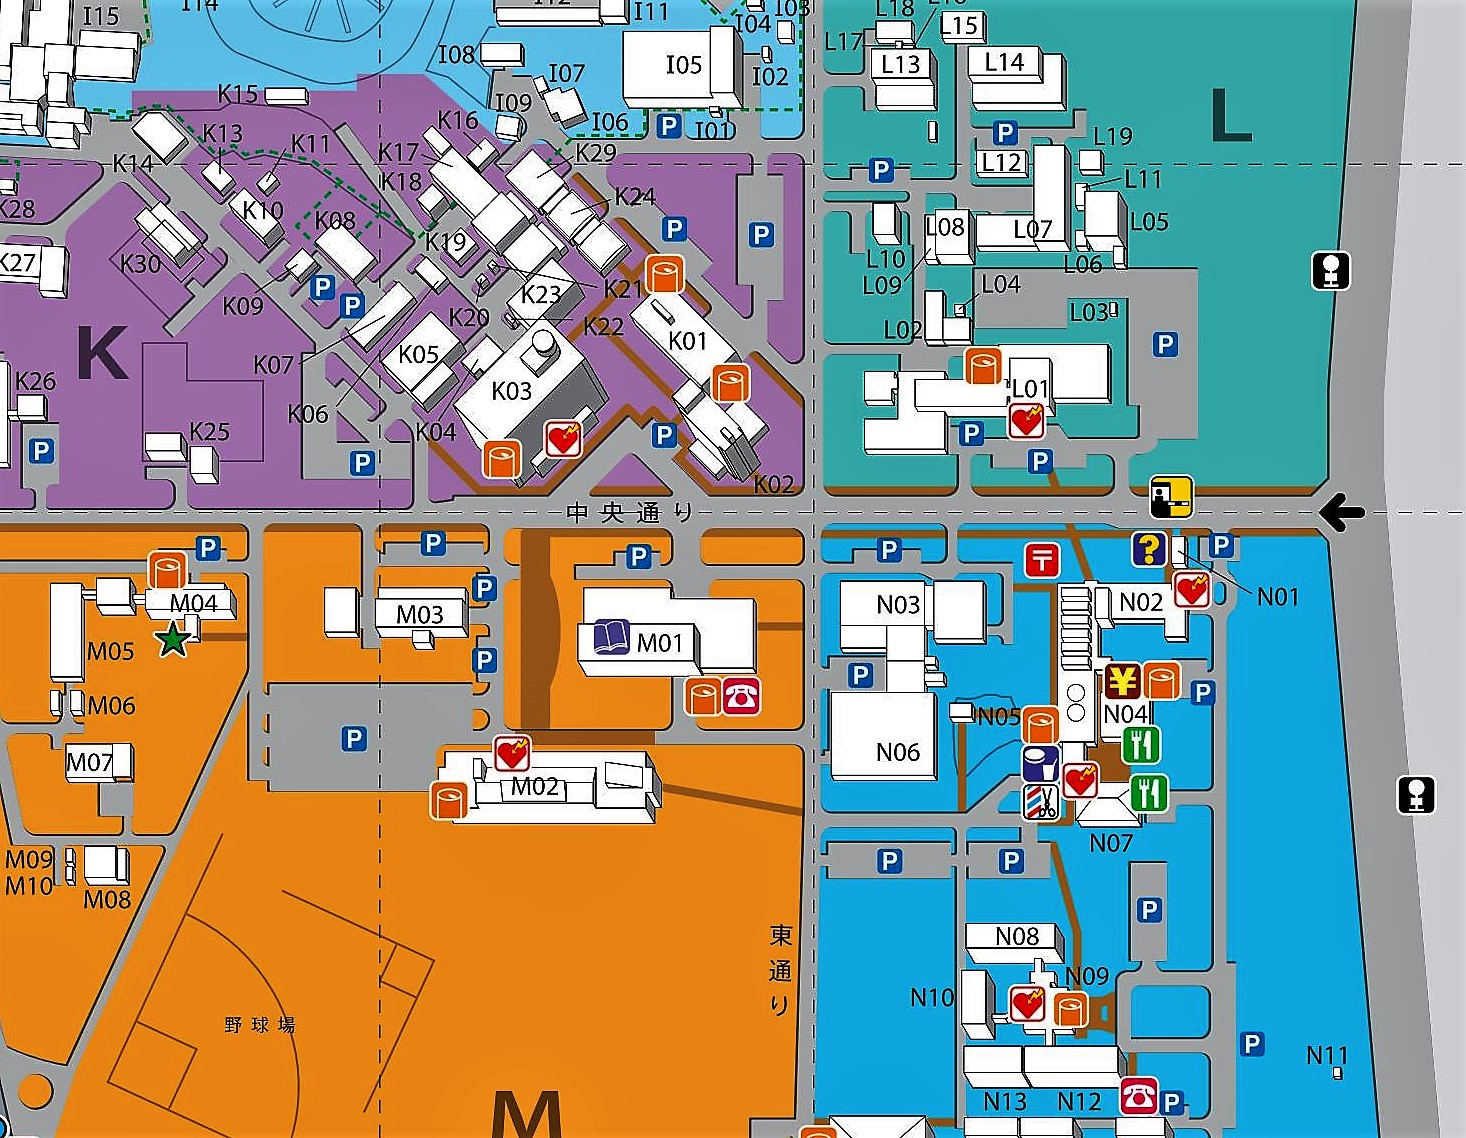 I15
I14
I12
I11
I03
I04
L18
L15
L17
L13
L14
I08
I05
I07
I02
K15
I09
I06
P
I01
L
K13
K11
K16
P
L19
K14
K17
K29
L12
P
K18
L11
K28
K10
K08
K24
P
P
L08
L07
L05
K27
K30
K19
L10
L06
K09
P
P
K21
K23
L09
L04
K20
K22
K01
L02
L03
P
K
K07
K05
K26
K03
L01
K06
K25
K04
P
P
P
P
P
K02
中央通り
P
P
P
P
〒
?
P
M04
M03
P
N03
N02
N01
M05
M01
P
P
¥
P
M06
N05
N04
P
N06
M07
M02
N07
M09
M10
M08
P
P
P
東通り
N08
N09
N10
野球場
P
N11
N13
N12
P
M